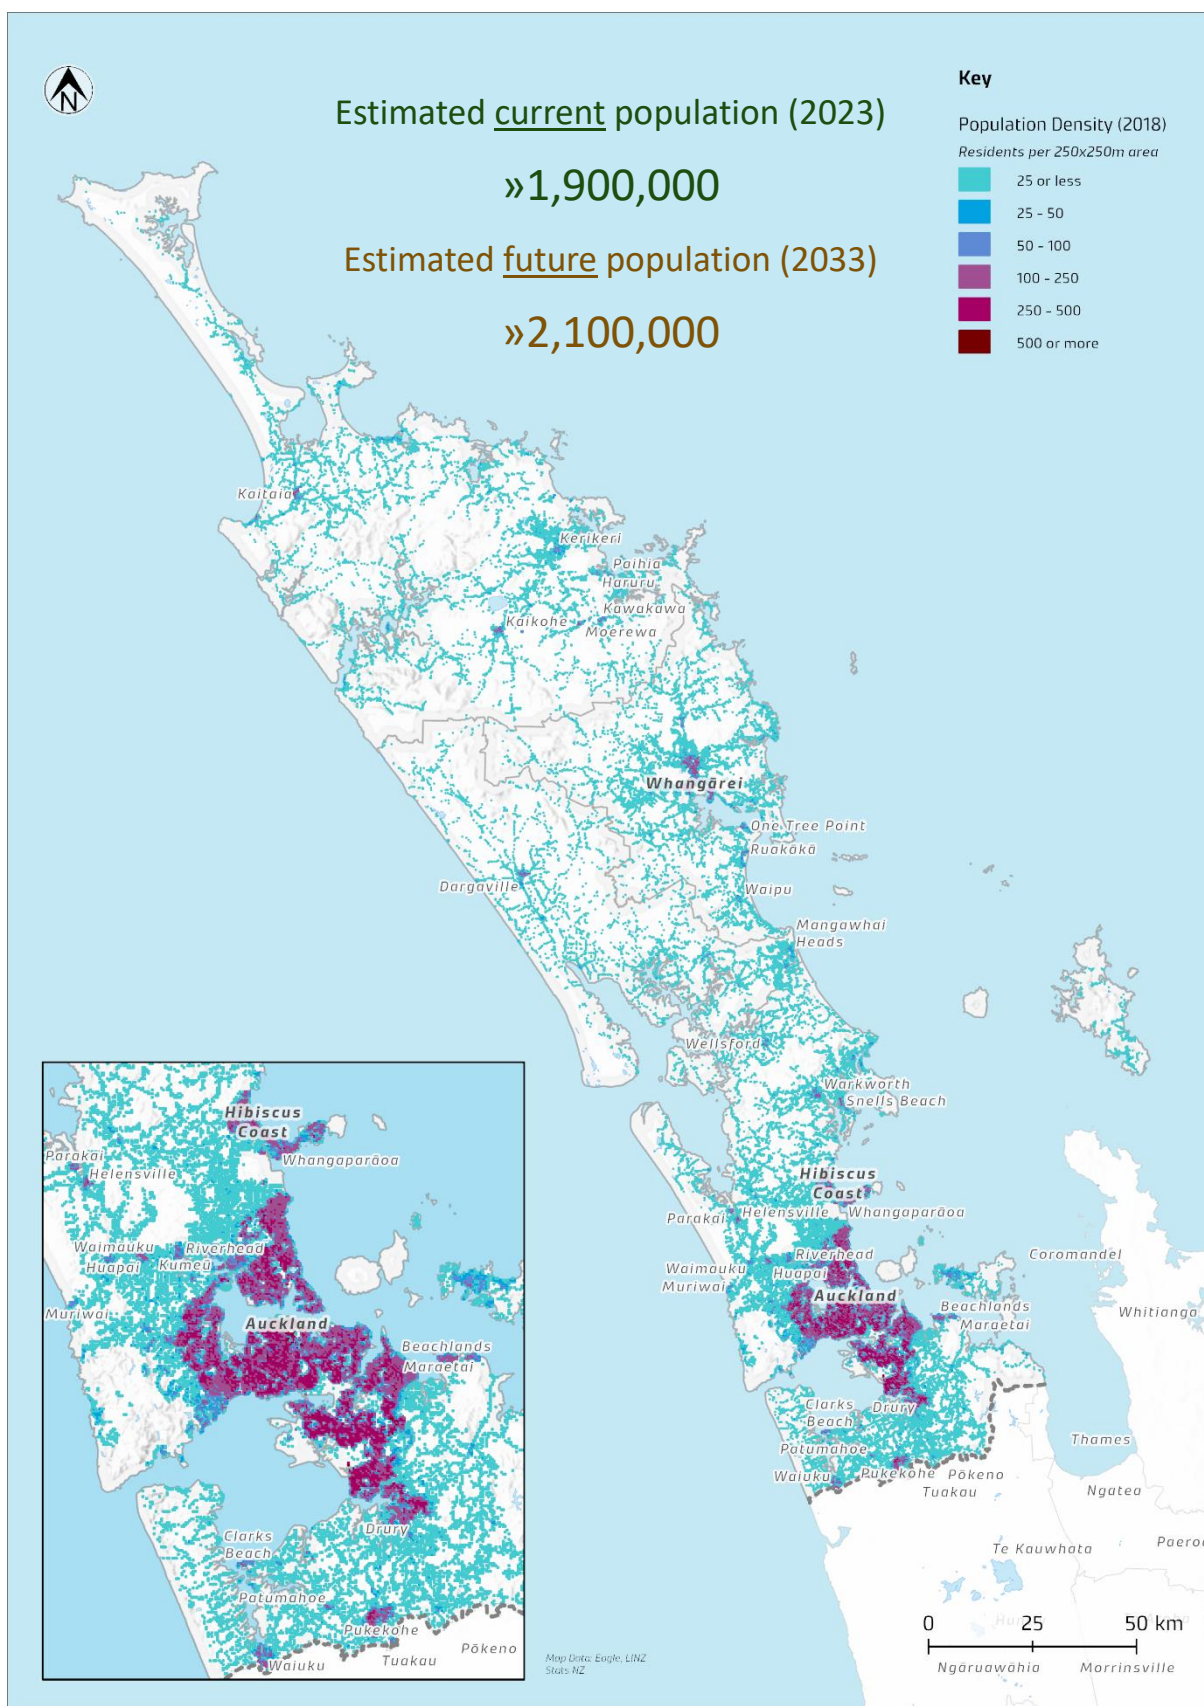 N
Estimated current population (2023)
»1,900,000
Estimated future population (2033)
»2,100,000
Key
Population Density (2018)
Residents per 250x250m area
25 or less
25 - 50
50 - 100
100 - 250
250 - 500
500 or more
Kaitaia
Kerikeri
Paihia
Haruru
Kawakawa
Kaikohe
Moerewa
Whangārei
One Tree Point
Ruakākā
Dargaville
Waipu
Mangawhai
Heads
Wellsford
Warkworth
Snells Beach
Hibiscus
Coast
Parakai
Helensville
Whangaparāoa
Riverhead
Waimauku
Huapai
Muriwai
Auckland
Coromandel
Beachlands
Maraetai
Whitianga
Clarks
Beach
Drury
Patumahoe
Waiuku
Pukekohe
Pōkeno
Tuakau
Thames
Ngatea
Te Kauwhata
Paeroa
Ngāruawāhia
Morrinsville
0
25
50 km
Hibiscus
Coast
Parakai
Helensville
Whangaparāoa
Waimauku
Riverhead
Huapai
Kumeū
Muriwai
Auckland
Beachlands
Maraetai
Clarks
Beach
Drury
Patumahoe
Pukekohe
Pōkeno
Waiuku
Tuakau
Map Data: Eagle, LINZ
Stats NZ